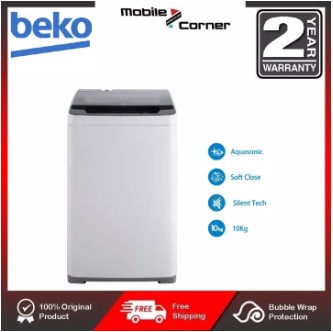 beko
Mobile
Corner
2 YEAR
WARRANTY
Aquasonic
Soft Close
Silent Tech
10kg 10Kg
100% Original
Product
FREE
Free
Shipping
Bubble Wrap
Protection